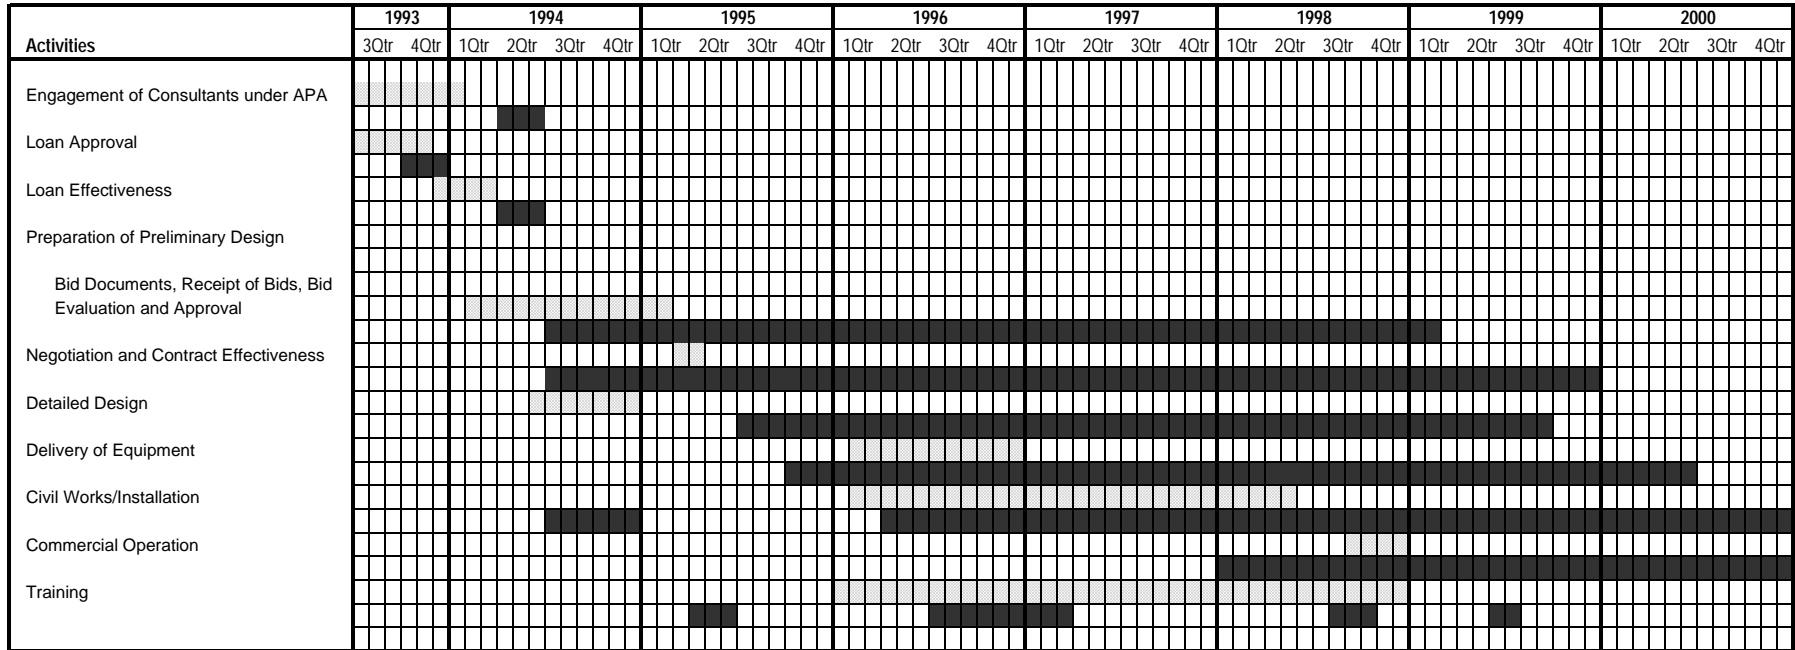 1993 1994 1995 1996 1997 1998 1999 2000
Activities 3Qtr 4Qtr 1Qtr 2Qtr 3Qtr 4Qtr 1Qtr 2Qtr 3Qtr 4Qtr 1Qtr 2Qtr 3Qtr 4Qtr 1Qtr 2Qtr 3Qtr 4Qtr 1Qtr 2Qtr 3Qtr 4Qtr 1Qtr 2Qtr 3Qtr 4Qtr 1Qtr 2Qtr 3Qtr 4Qtr
Engagement of Consultants under APA
Loan Approval
Loan Effectiveness
Preparation of Preliminary Design
Bid Documents, Receipt of Bids, Bid
Evaluation and Approval
Negotiation and Contract Effectiveness
Detailed Design
Delivery of Equipment
Civil Works/Installation
Commercial Operation
Training